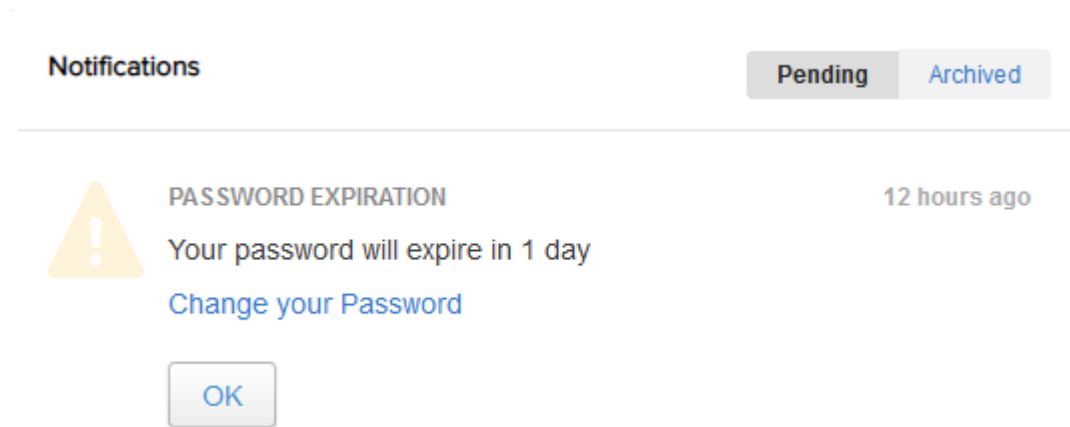 Notifications
Pending
Archived
PASSWORD EXPIRATION
12 hours ago
Your password will expire in 1 day
Change your Password
OK